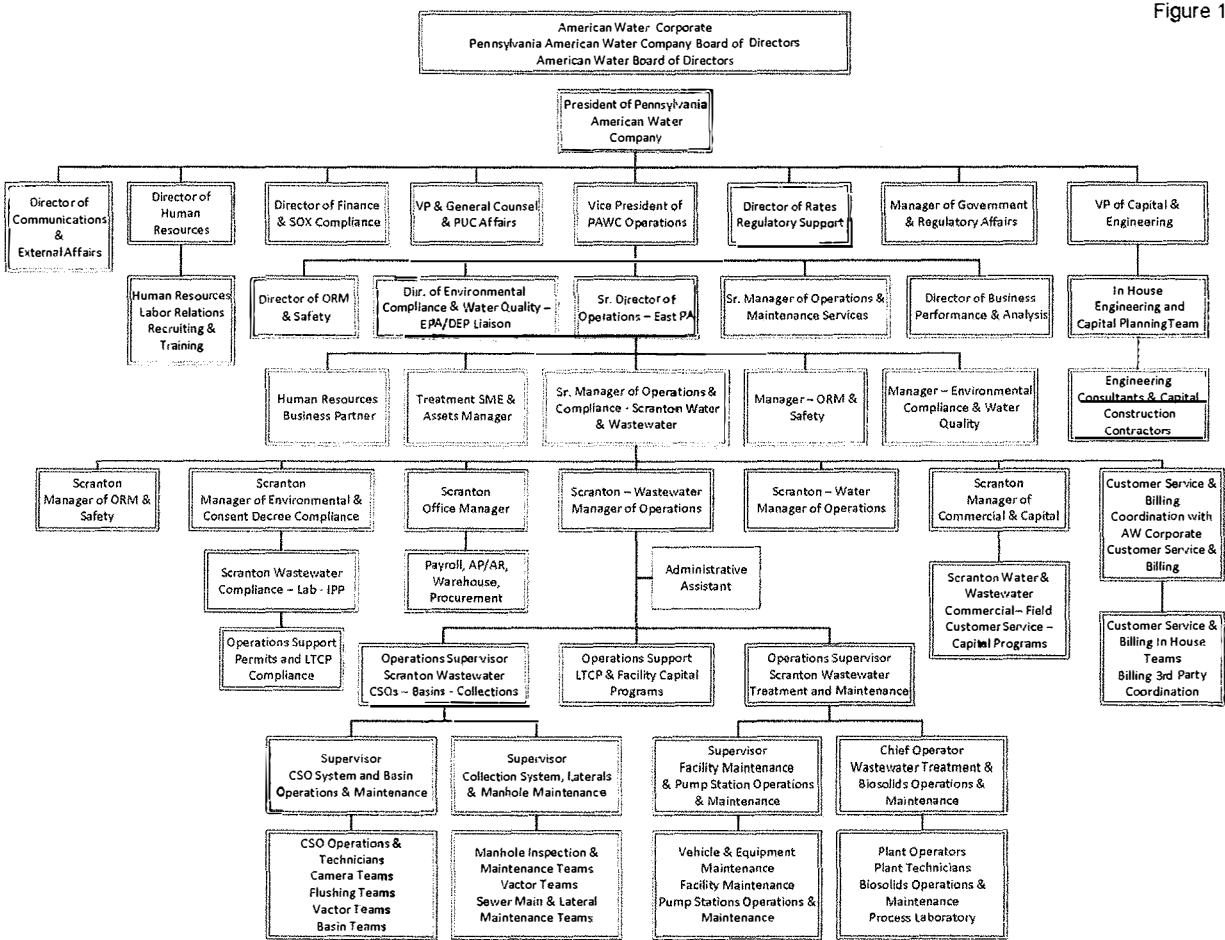 Figure 1
American Water Corporate
Pennsylvania American Water Company Board of Directors
American Water Board of Directors
President of Pennsylvania
American Water
Company
Director of
Communications
&
External Affairs
Director of
Human
Resources
Director of Finance
& SOX Compliance
VP & General Counsel
& PUC Affairs
Vice President of
PAWC Operations
Director of Rates
Regulatory Support
Manager of Government
& Regulatory Affairs
VP of Capital &
Engineering
Human Resources
Labor Relations
Recruiting &
Training
Director of ORM
& Safety
Dir. of Environmental
Compliance & Water Quality –
EPA/DEP Liaison
Sr. Director of
Operations – East PA
Sr. Manager of Operations &
Maintenance Services
Director of Business
Performance & Analysis
In House
Engineering and
Capital Planning Team
Human Resources
Business Partner
Treatment SME &
Assets Manager
Sr. Manager of Operations &
Compliance - Scranton Water
& Wastewater
Manager – ORM &
Safety
Manager – Environmental
Compliance & Water
Quality
Engineering
Consultants & Capital
Construction
Contractors
Scranton
Manager of ORM &
Safety
Scranton
Manager of Environmental &
Consent Decree Compliance
Scranton
Office Manager
Scranton – Wastewater
Manager of Operations
Scranton – Water
Manager of Operations
Scranton
Manager of
Commercial & Capital
Customer Service &
Billing
Coordination with
AW Corporate
Customer Service &
Billing
Scranton Wastewater
Compliance – Lab - IPP
Payroll, AP/AR,
Warehouse,
Procurement
Administrative
Assistant
Scranton Water &
Wastewater
Commercial – Field
Customer Service –
Capital Programs
Operations Support
Permits and LTCP
Compliance
Operations Supervisor
Scranton Wastewater
CSOs – Basins - Collections
Operations Support
LTCP & Facility Capital
Programs
Operations Supervisor
Scranton Wastewater
Treatment and Maintenance
Customer Service &
Billing In House
Teams
Billing 3rd Party
Coordination
Supervisor
CSO System and Basin
Operations & Maintenance
Supervisor
Collection System, Laterals
& Manhole Maintenance
Supervisor
Facility Maintenance
& Pump Station Operations
& Maintenance
Chief Operator
Wastewater Treatment &
Biosolids Operations &
Maintenance
CSO Operations &
Technicians
Camera Teams
Flushing Teams
Vactor Teams
Basin Teams
Manhole Inspection &
Maintenance Teams
Vactor Teams
Sewer Main & Lateral
Maintenance Teams
Vehicle & Equipment
Maintenance
Facility Maintenance
Pump Stations Operations &
Maintenance
Plant Operators
Plant Technicians
Biosolids Operations &
Maintenance
Process Laboratory